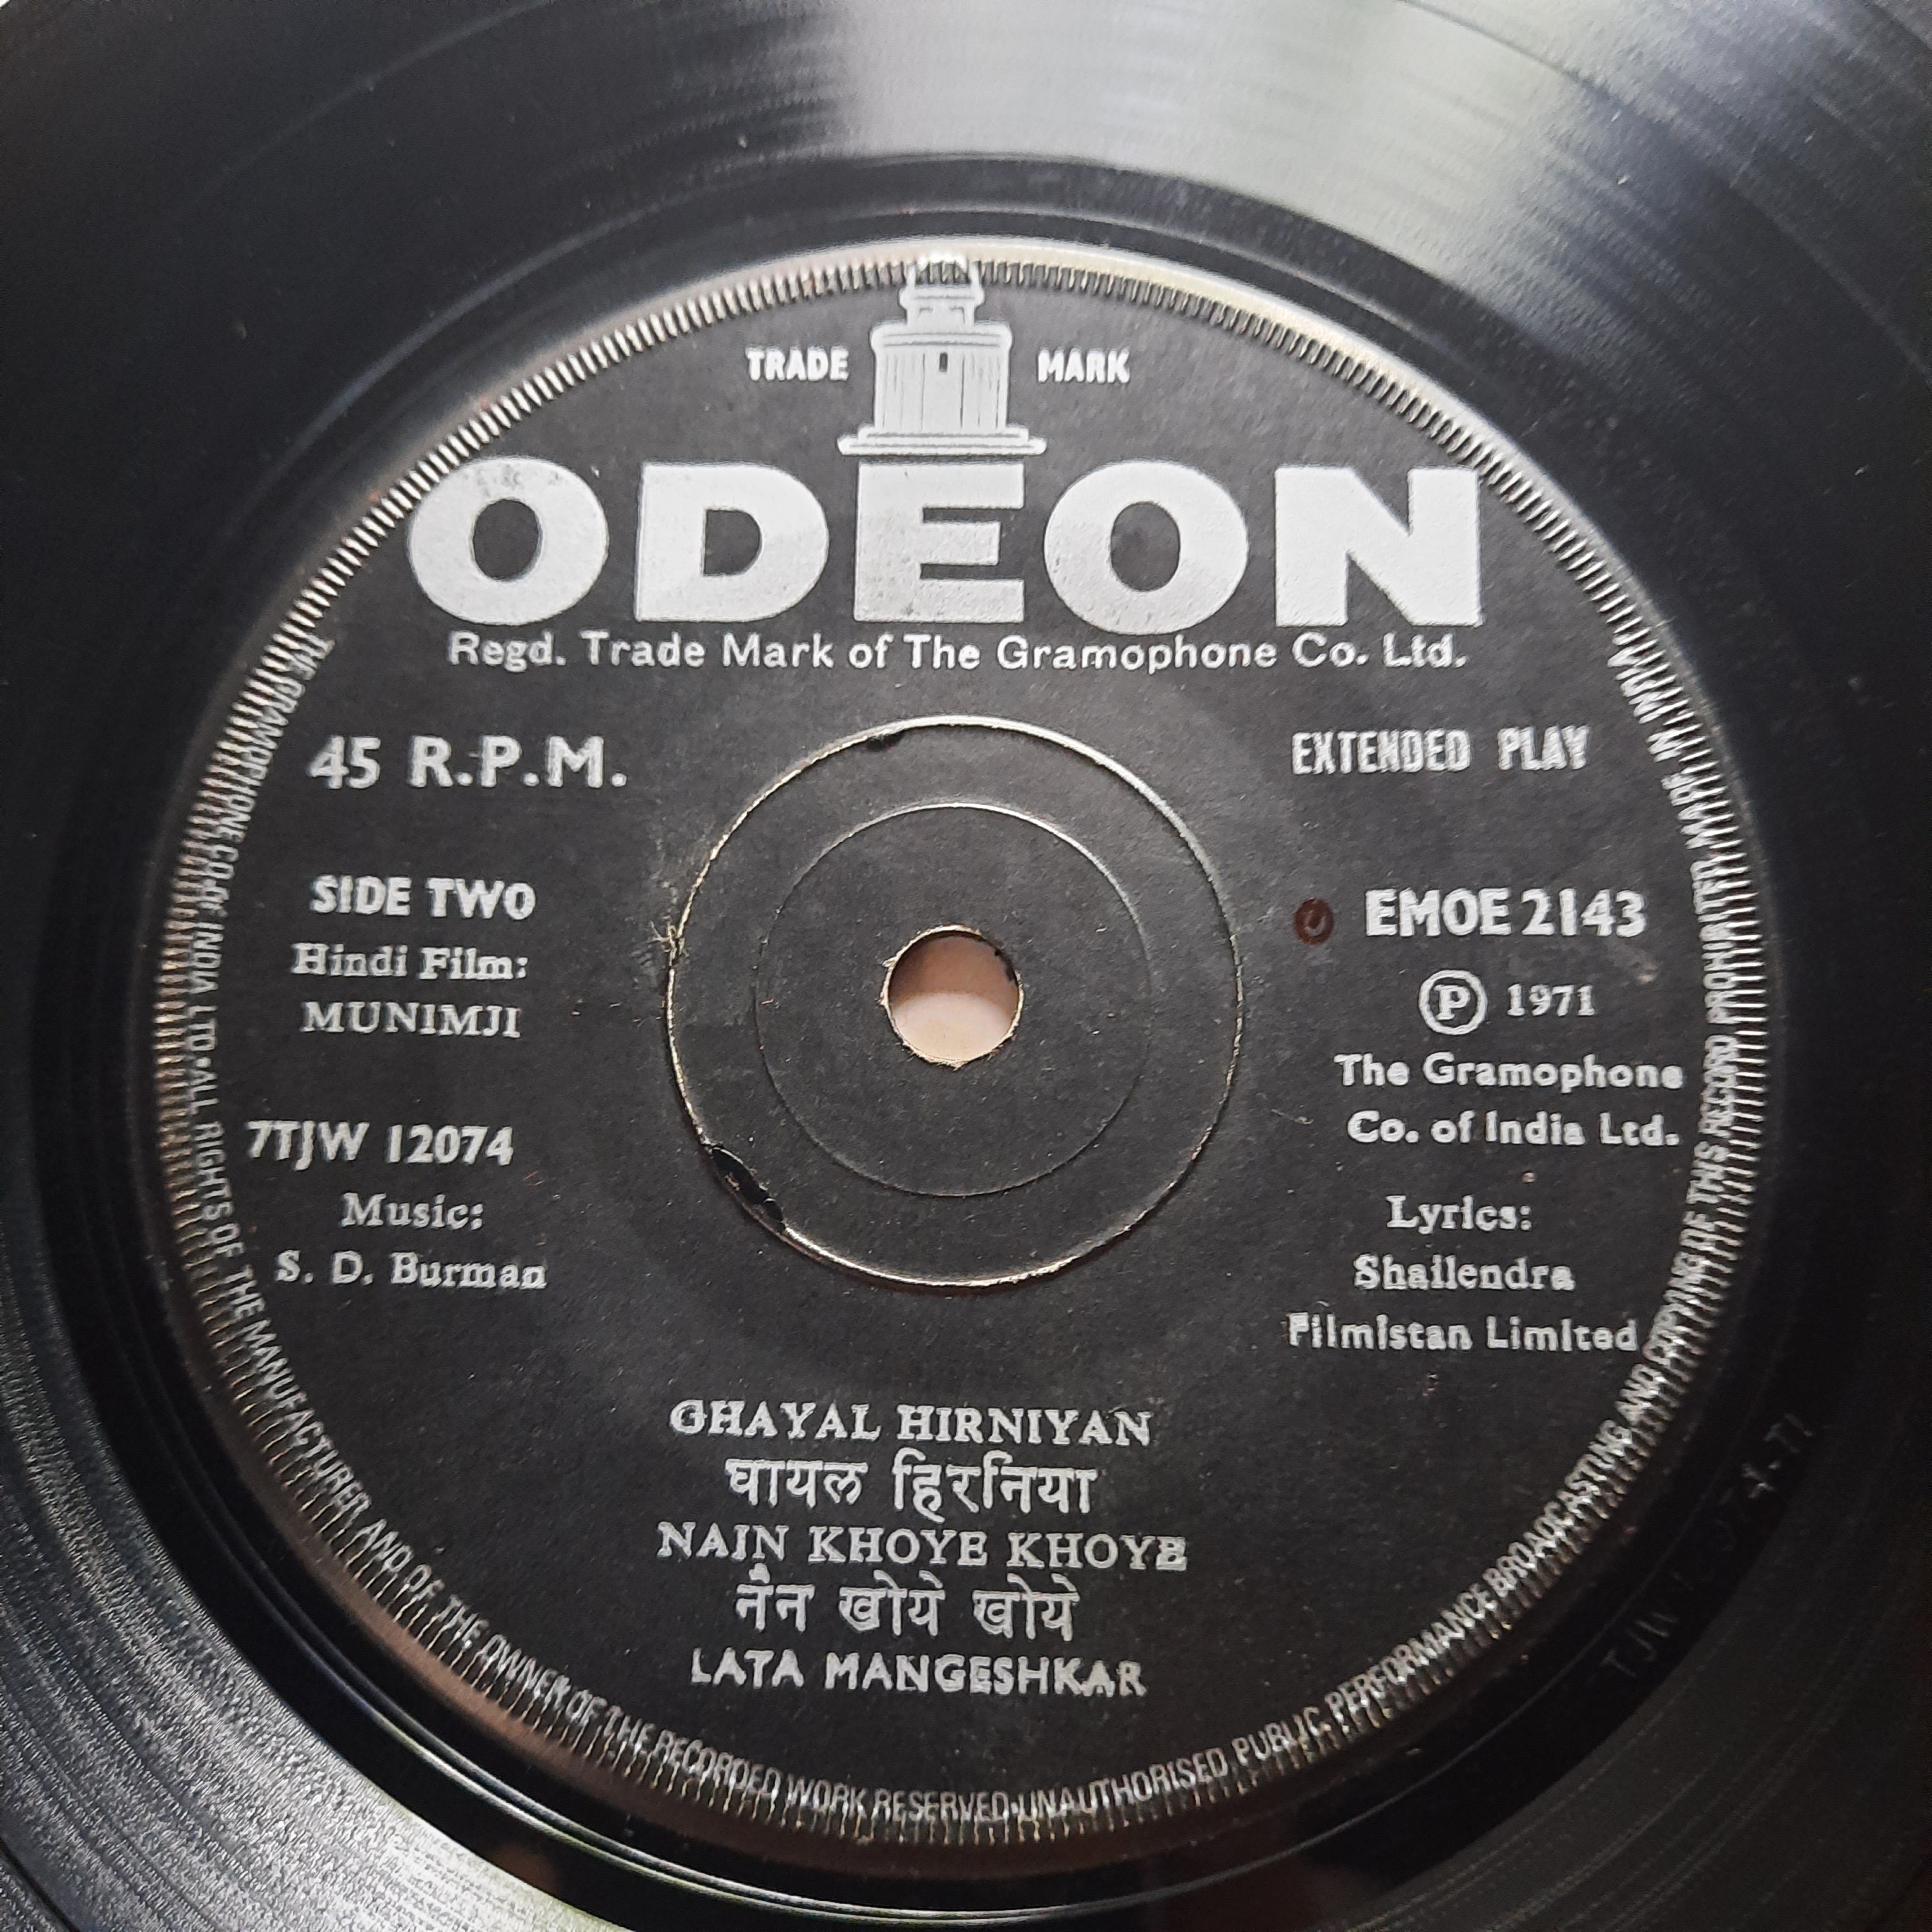 TRADE MARK
ODEON
Regd. Trade Mark of The Gramophone Co. Ltd.
45 R.P.M.
EXTENDED PLAY
SIDE TWO
Hindi Film:
MUNIMJI
7TJW 12074
Music:
S. D. Burman
EMOE 2143
Ⓟ 1971
The Gramophone
Co. of India Ltd.
Lyrics:
Shailendra
Filmistan Limited
GHAYAL HIRNIYAN
घायल हिरनिया
NAIN KHOYE KHOYE
नैन खोये खोये
LATA MANGESHKAR
THE GRAMOPHONE CO. OF INDIA LTD • ALL RIGHTS OF THE MANUFACTURER AND OF THE OWNER OF THE RECORDED WORK RESERVED • UNAUTHORISED PUBLIC PERFORMANCE BROADCASTING AND COPYING OF THIS RECORD PROHIBITED MADE IN INDIA